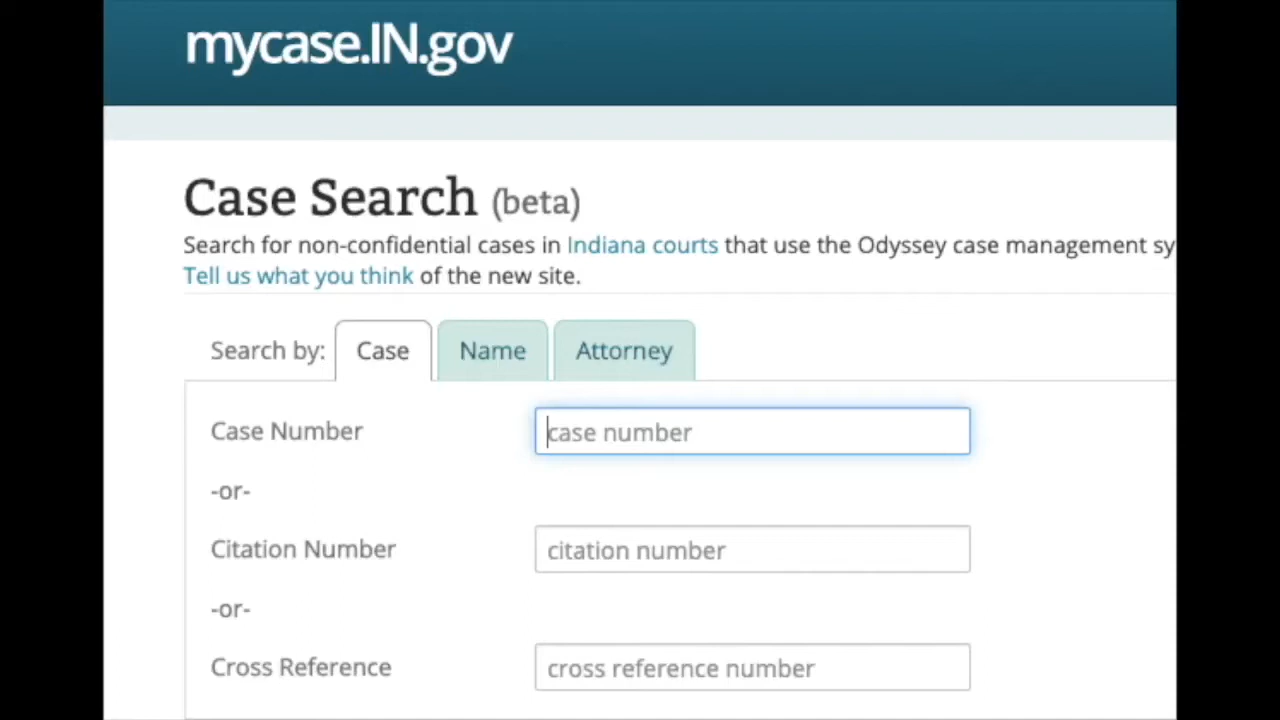 mycase.IN.gov
Case Search (beta)
Search for non-confidential cases in Indiana courts that use the Odyssey case management sy
Tell us what you think of the new site.
Search by: Case Name Attorney
Case Number case number
-or-
Citation Number citation number
-or-
Cross Reference cross reference number